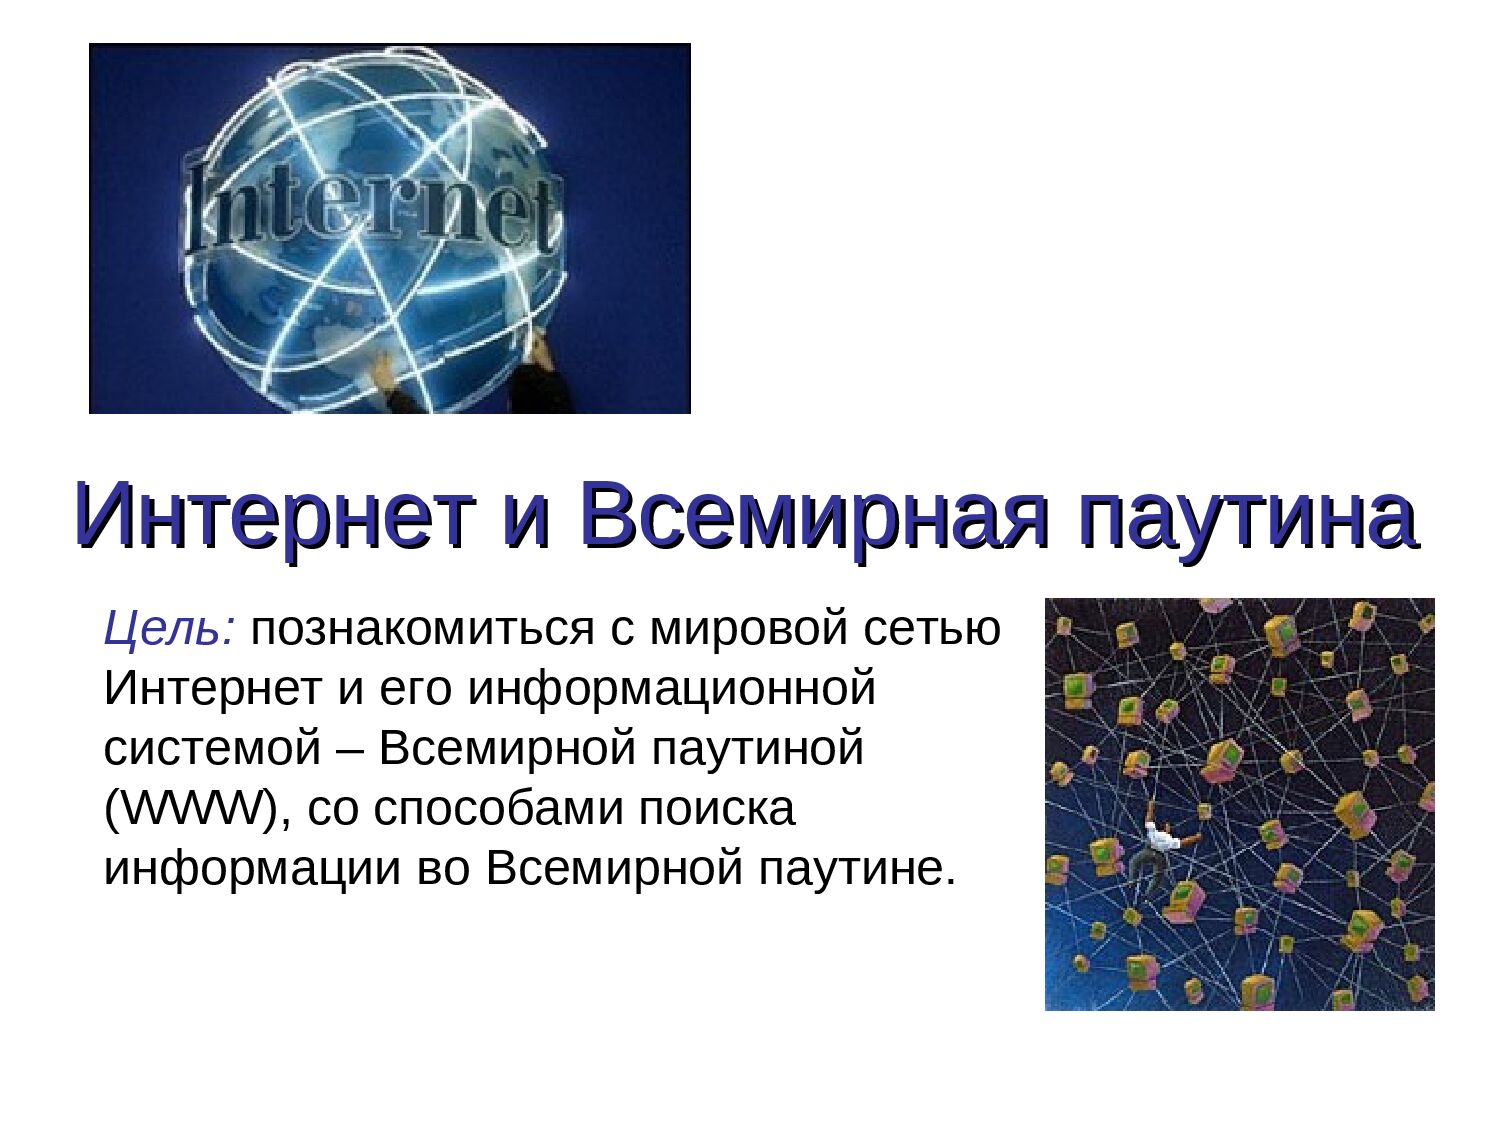 Internet
Интернет и Всемирная паутина
Цель: познакомиться с мировой сетью
Интернет и его информационной
системой – Всемирной паутиной
(WWW), со способами поиска
информации во Всемирной паутине.